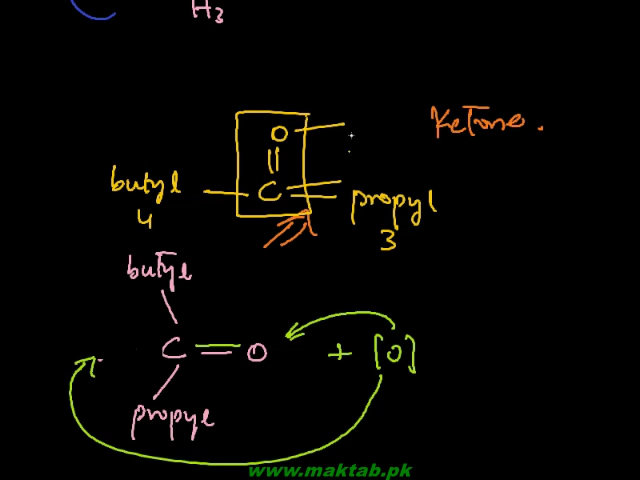 H3
O
Ketone.
butyl
C
propyl
4
3
butyl
C = O + [O]
propyl
www.maktab.pk